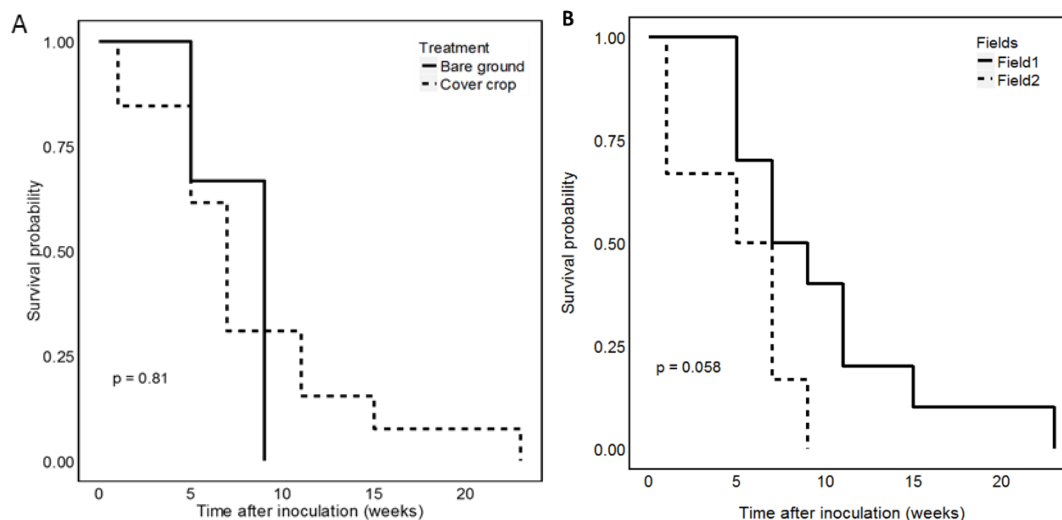 A
Survival probability
1.00
0.75
0.50
0.25
0.00
Treatment
Bare ground
Cover crop
p = 0.81
0 5 10 15 20
Time after inoculation (weeks)
B
Survival probability
1.00
0.75
0.50
0.25
0.00
Fields
Field1
Field2
p = 0.058
0 5 10 15 20
Time after inoculation (weeks)